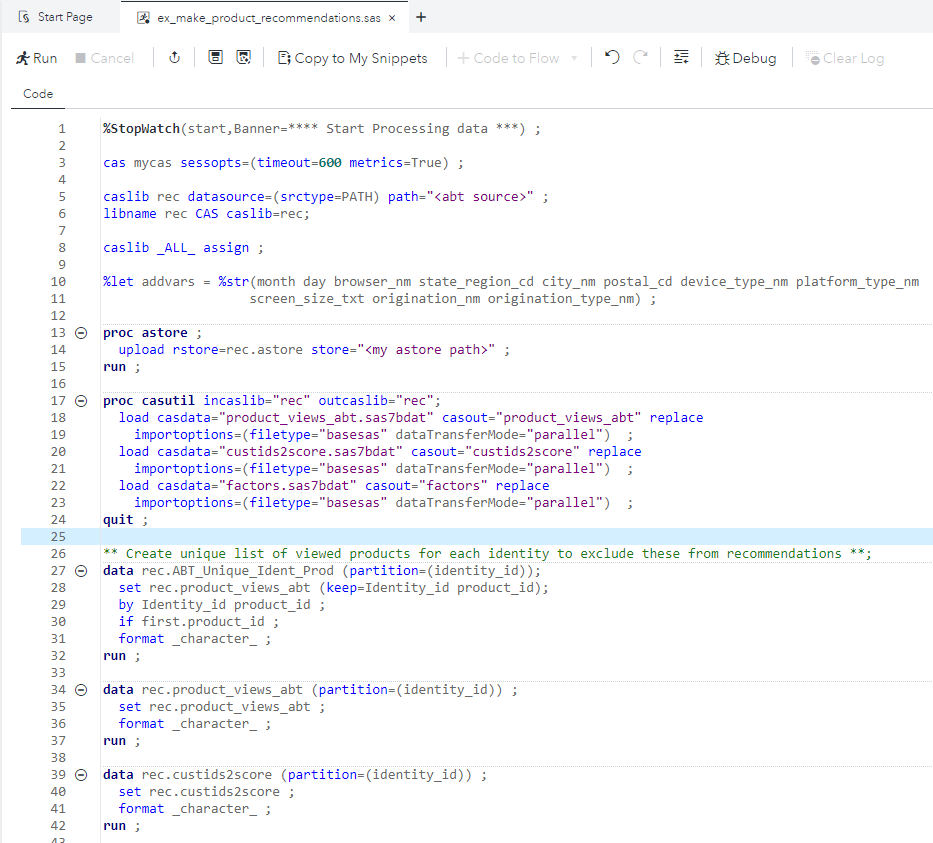 Start Page
ex_make_product_recommendations.sas × +
Run Cancel Copy to My Snippets + Code to Flow Debug Clear Log
Code
1 %StopWatch(start,Banner=**** Start Processing data ***) ;
2
3 cas mycas sessopts=(timeout=600 metrics=True) ;
4
5 caslib rec datasource=(srctype=PATH) path="<abt source>" ;
6 libname rec CAS caslib=rec;
7
8 caslib _ALL_ assign ;
9
10 %let addvars = %str(month day browser_nm state_region_cd city_nm postal_cd device_type_nm platform_type_nm
11 screen_size_txt origination_nm origination_type_nm) ;
12
13 proc astore ;
14 upload rstore=rec.astore store="<my astore path>" ;
15 run ;
16
17 proc casutil incaslib="rec" outcaslib="rec";
18 load casdata="product_views_abt.sas7bdat" casout="product_views_abt" replace
19 importoptions=(filetype="basesas" dataTransferMode="parallel")  ;
20 load casdata="custids2score.sas7bdat" casout="custids2score" replace
21 importoptions=(filetype="basesas" dataTransferMode="parallel")  ;
22 load casdata="factors.sas7bdat" casout="factors" replace
23 importoptions=(filetype="basesas" dataTransferMode="parallel")  ;
24 quit ;
25
26 ** Create unique list of viewed products for each identity to exclude these from recommendations **;
27 data rec.ABT_Unique_Ident_Prod (partition=(identity_id));
28 set rec.product_views_abt (keep=Identity_id product_id);
29 by Identity_id product_id ;
30 if first.product_id ;
31 format _character_ ;
32 run ;
33
34 data rec.product_views_abt (partition=(identity_id)) ;
35 set rec.product_views_abt ;
36 format _character_ ;
37 run ;
38
39 data rec.custids2score (partition=(identity_id)) ;
40 set rec.custids2score ;
41 format _character_ ;
42 run ;
43